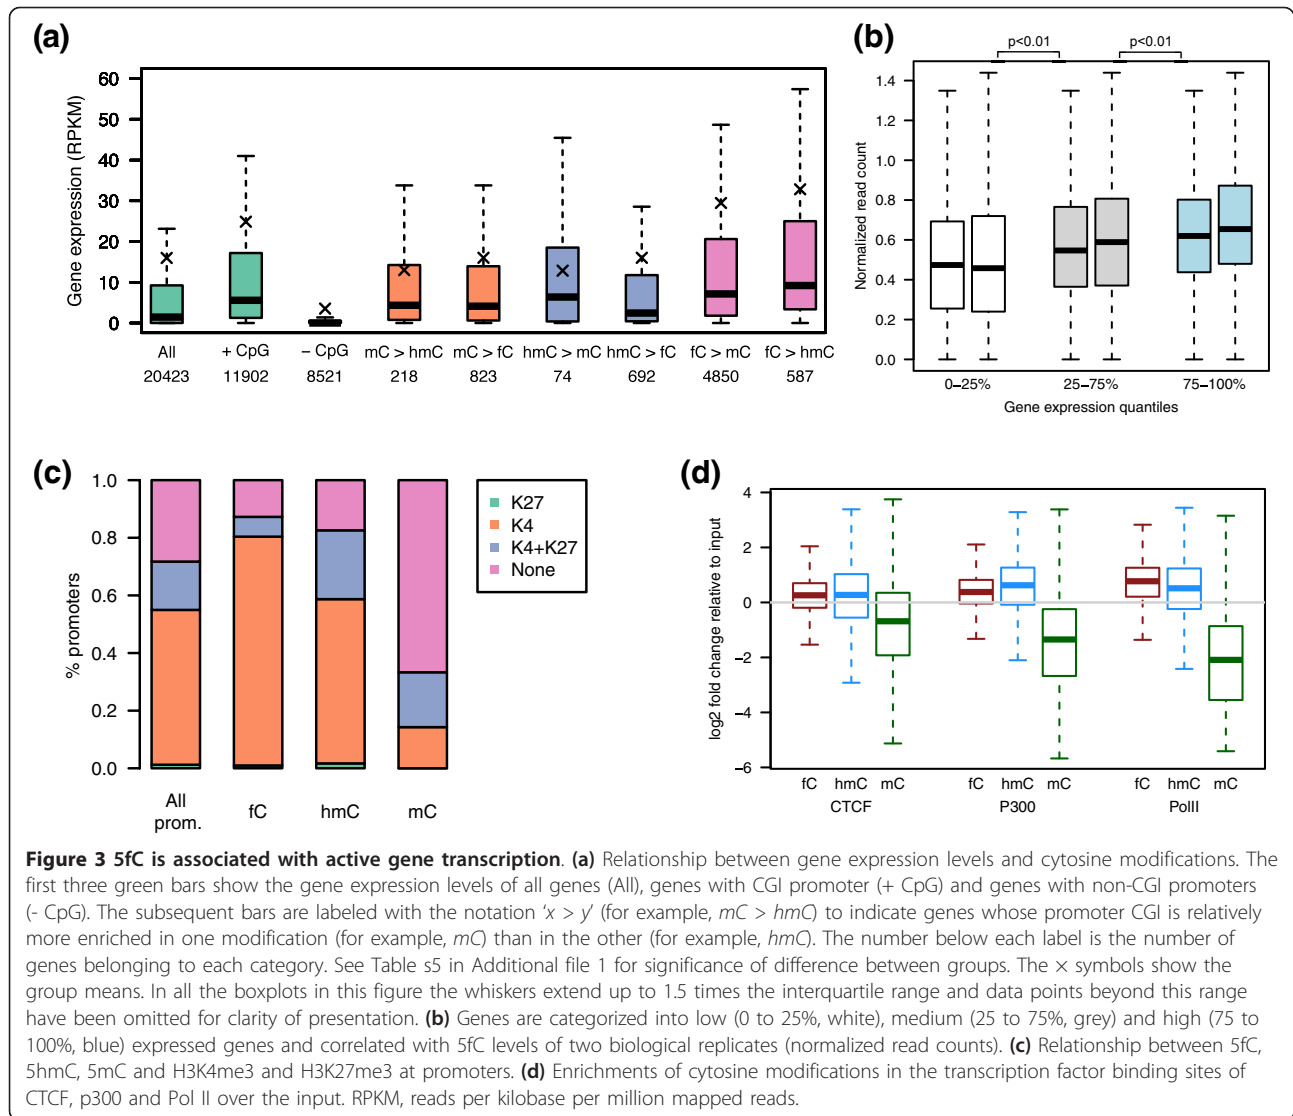 (a)
Gene expression (RPKM)
60
50
40
30
20
10
0
All + CpG − CpG mC > hmC mC > fC hmC > mC hmC > fC fC > mC fC > hmC
20423 11902 8521 218 823 74 692 4850 587
(b)
p<0.01 p<0.01
Normalized read count
1.4
1.2
1.0
0.8
0.6
0.4
0.2
0.0
0−25% 25−75% 75−100%
Gene expression quantiles
(c)
% promoters
1.0
0.8
0.6
0.4
0.2
0.0
All prom.
fC
hmC
mC
K27
K4
K4+K27
None
(d)
log2 fold change relative to input
4
2
0
−2
−4
−6
fC hmC mC fC hmC mC fC hmC mC
CTCF P300 PolII
Figure 3 5fC is associated with active gene transcription. (a) Relationship between gene expression levels and cytosine modifications. The
first three green bars show the gene expression levels of all genes (All), genes with CGI promoter (+ CpG) and genes with non-CGI promoters
(- CpG). The subsequent bars are labeled with the notation ‘x > y’ (for example, mC > hmC) to indicate genes whose promoter CGI is relatively
more enriched in one modification (for example, mC) than in the other (for example, hmC). The number below each label is the number of
genes belonging to each category. See Table s5 in Additional file 1 for significance of difference between groups. The × symbols show the
group means. In all the boxplots in this figure the whiskers extend up to 1.5 times the interquartile range and data points beyond this range
have been omitted for clarity of presentation. (b) Genes are categorized into low (0 to 25%, white), medium (25 to 75%, grey) and high (75 to
100%, blue) expressed genes and correlated with 5fC levels of two biological replicates (normalized read counts). (c) Relationship between 5fC,
5hmC, 5mC and H3K4me3 and H3K27me3 at promoters. (d) Enrichments of cytosine modifications in the transcription factor binding sites of
CTCF, p300 and Pol II over the input. RPKM, reads per kilobase per million mapped reads.